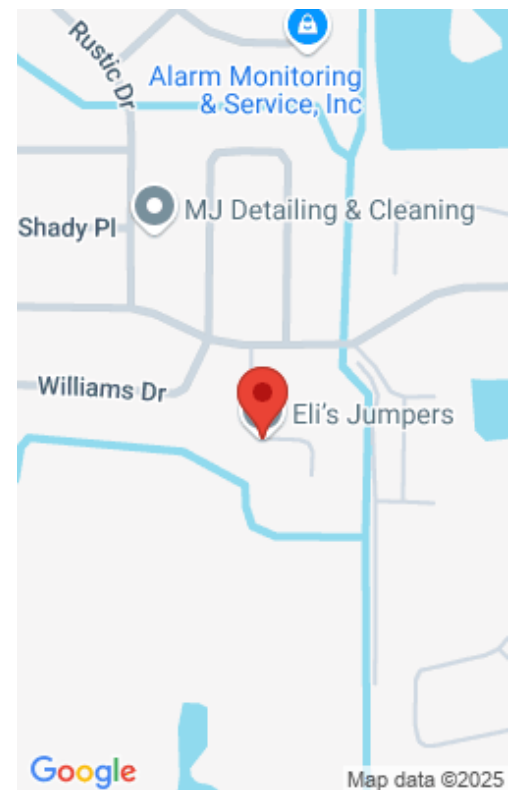 Rustic Dr
Alarm Monitoring
& Service, Inc
MJ Detailing & Cleaning
Shady Pl
Williams Dr
Eli's Jumpers
Google
Map data ©2025